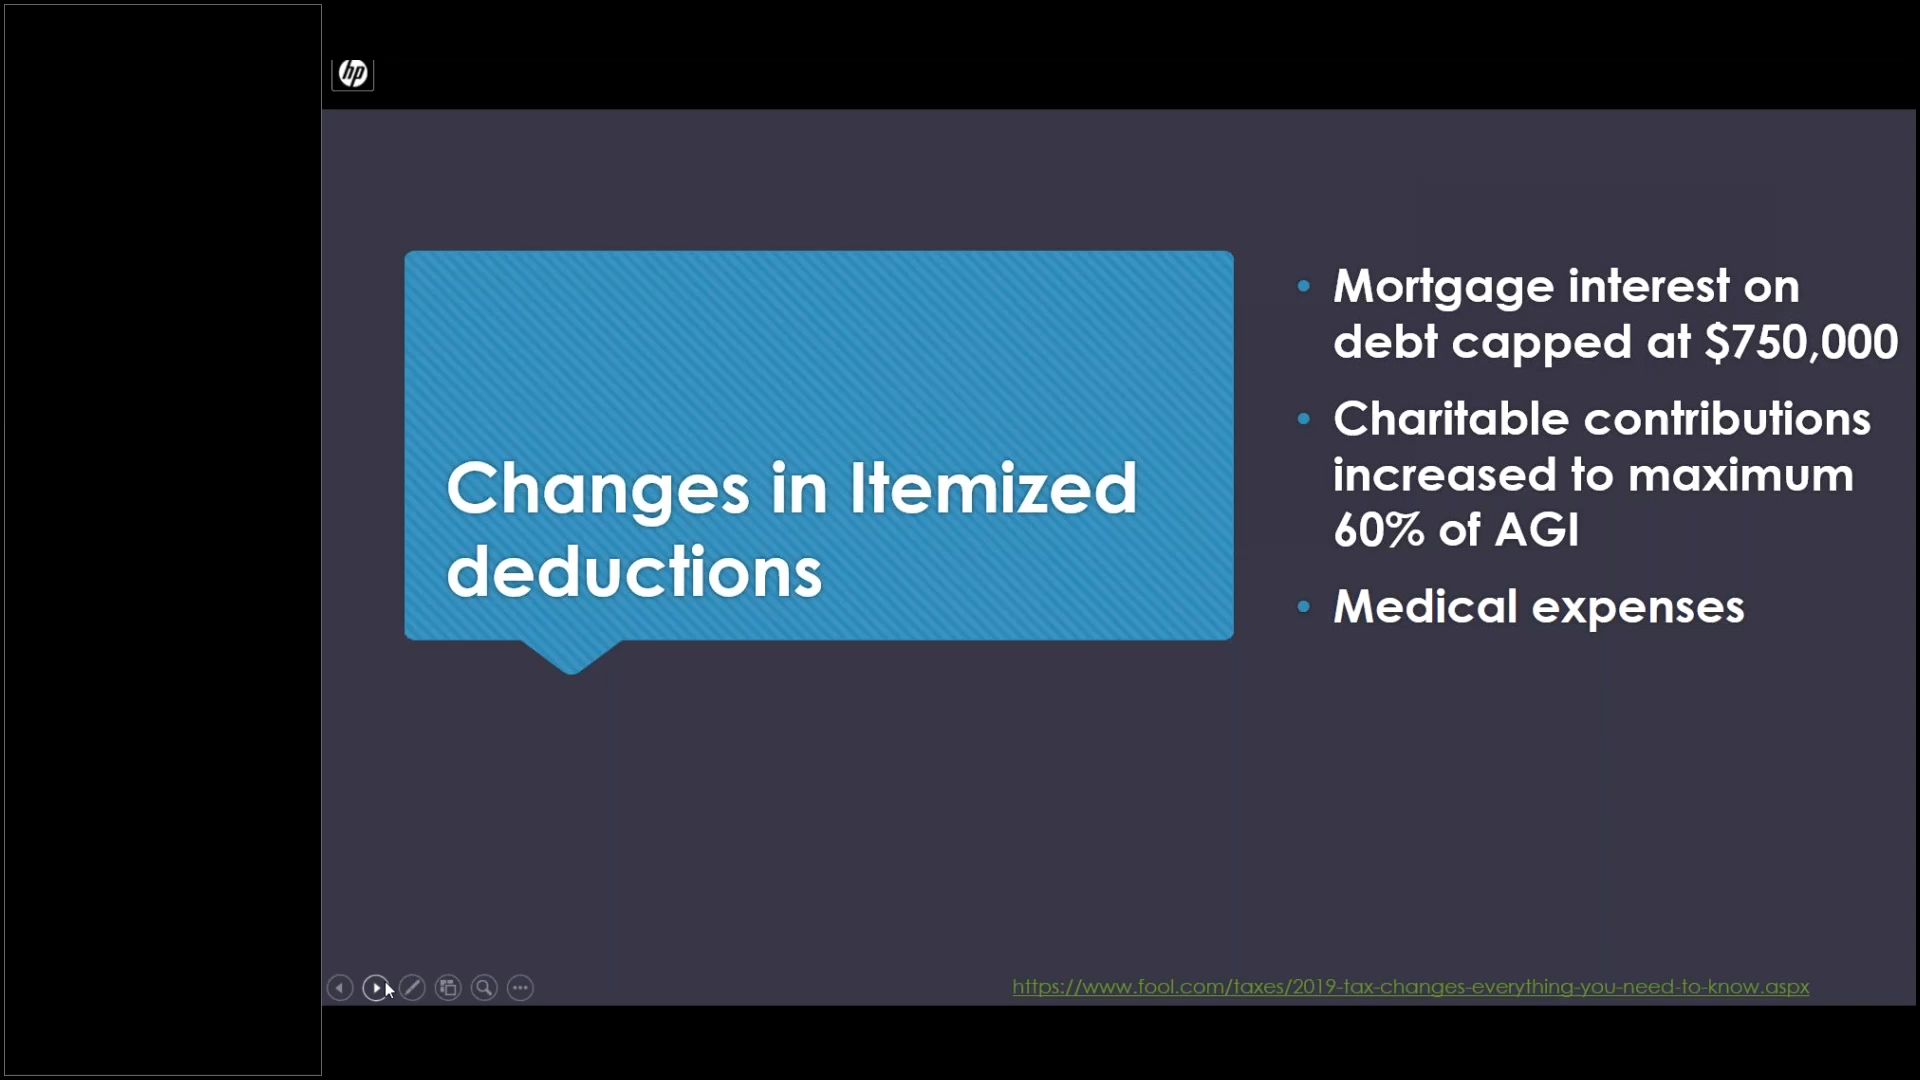 hp
Changes in Itemized
deductions
• Mortgage interest on
debt capped at $750,000
• Charitable contributions
increased to maximum
60% of AGI
• Medical expenses
https://www.fool.com/taxes/2019-tax-changes-everything-you-need-to-know.aspx